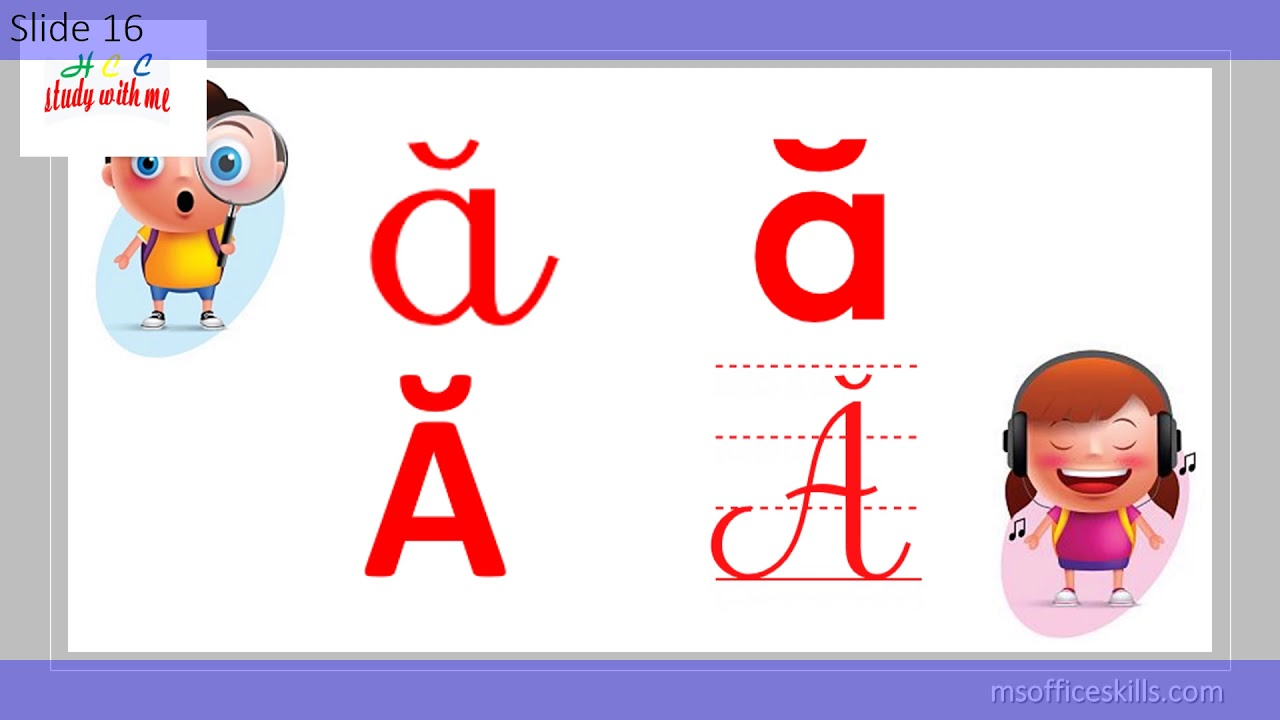 Slide 16
H C C
study with me
ă ă
Ă Ă
msofficeskills.com